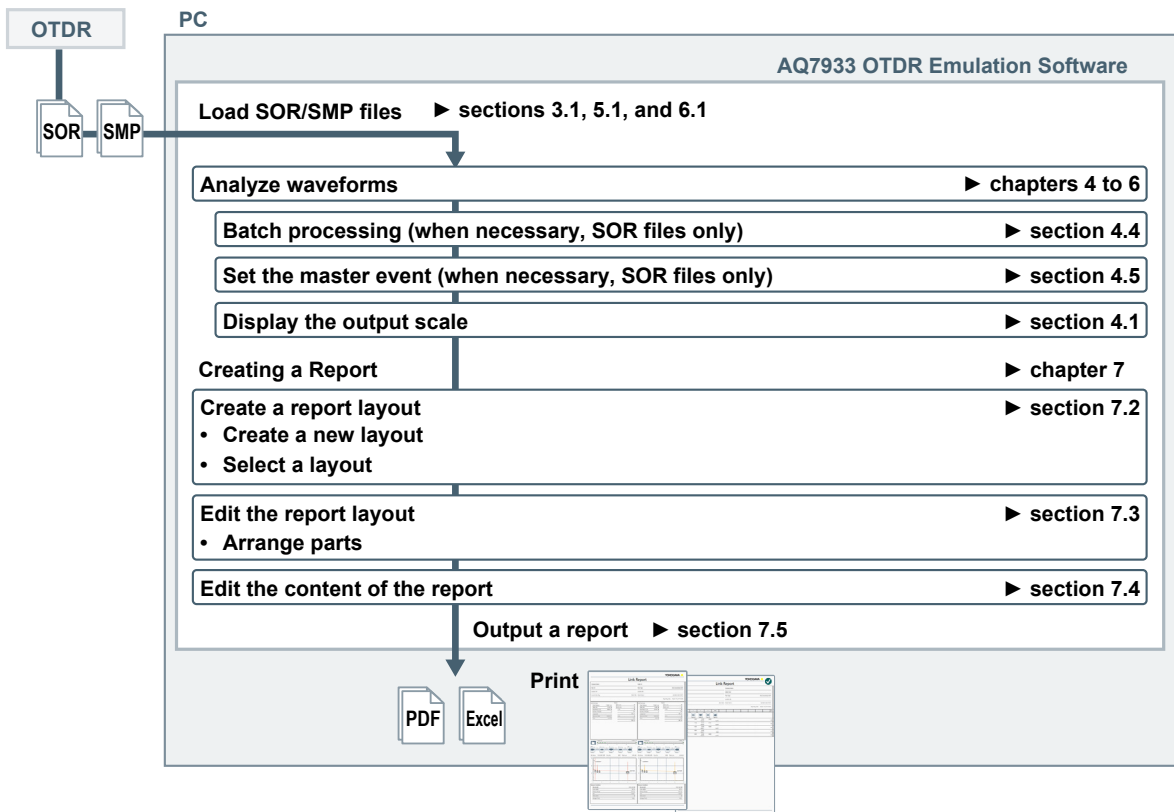 OTDR
PC
AQ7933 OTDR Emulation Software
SOR
SMP
Load SOR/SMP files ► sections 3.1, 5.1, and 6.1
Analyze waveforms ► chapters 4 to 6
Batch processing (when necessary, SOR files only) ► section 4.4
Set the master event (when necessary, SOR files only) ► section 4.5
Display the output scale ► section 4.1
Creating a Report ► chapter 7
Create a report layout ► section 7.2
• Create a new layout
• Select a layout
Edit the report layout ► section 7.3
• Arrange parts
Edit the content of the report ► section 7.4
Output a report ► section 7.5
Print
PDF
Excel
YOKOGAWA
Link Report
YOKOGAWA
Link Report